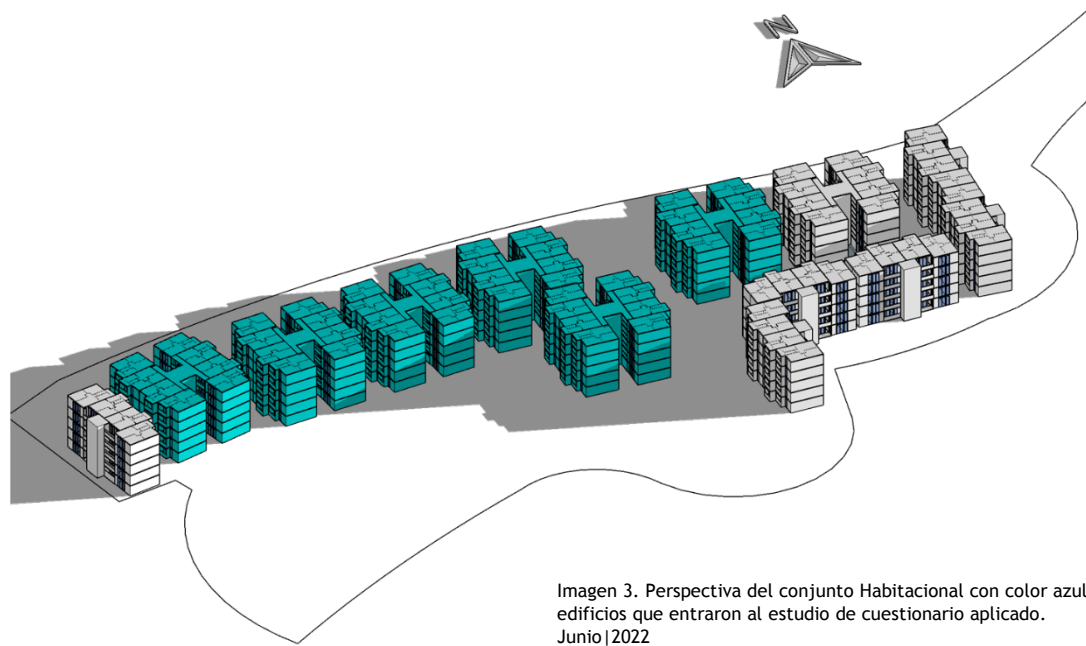 N
Imagen 3. Perspectiva del conjunto Habitacional con color azul
edificios que entraron al estudio de cuestionario aplicado.
Junio|2022